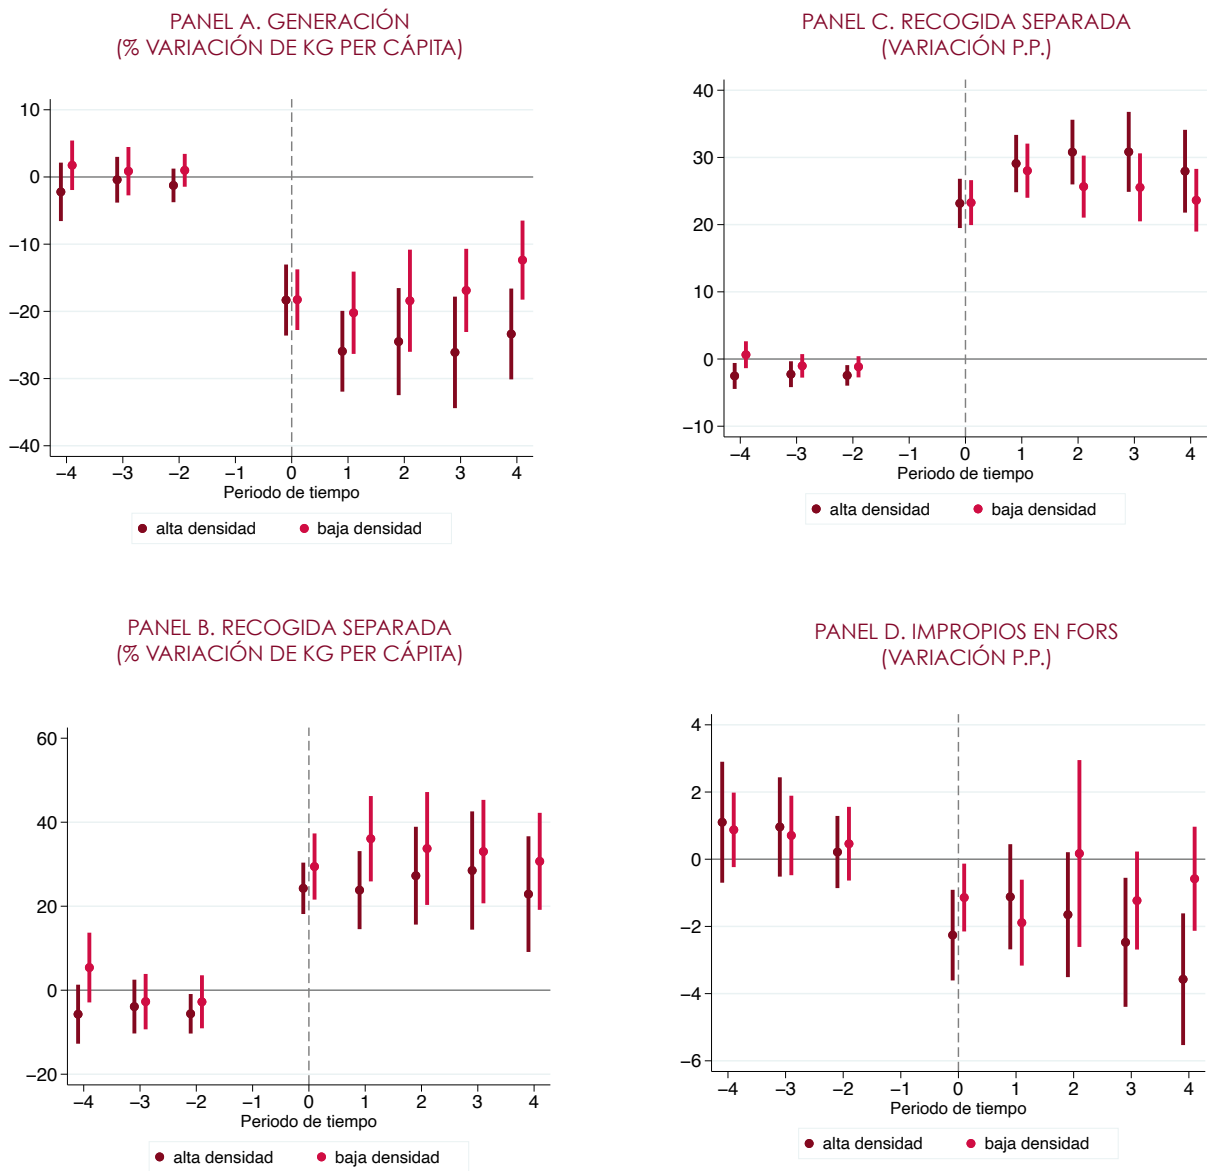 PANEL A. GENERACIÓN
(% VARIACIÓN DE KG PER CÁPITA)
10
0
−10
−20
−30
−40
−4 −3 −2 −1 0 1 2 3 4
Periodo de tiempo
alta densidad baja densidad
PANEL C. RECOGIDA SEPARADA
(VARIACIÓN P.P.)
40
30
20
10
0
−10
−4 −3 −2 −1 0 1 2 3 4
Periodo de tiempo
alta densidad baja densidad
PANEL B. RECOGIDA SEPARADA
(% VARIACIÓN DE KG PER CÁPITA)
60
40
20
0
−20
−4 −3 −2 −1 0 1 2 3 4
Periodo de tiempo
alta densidad baja densidad
PANEL D. IMPROPIOS EN FORS
(VARIACIÓN P.P.)
4
2
0
−2
−4
−6
−4 −3 −2 −1 0 1 2 3 4
Periodo de tiempo
alta densidad baja densidad